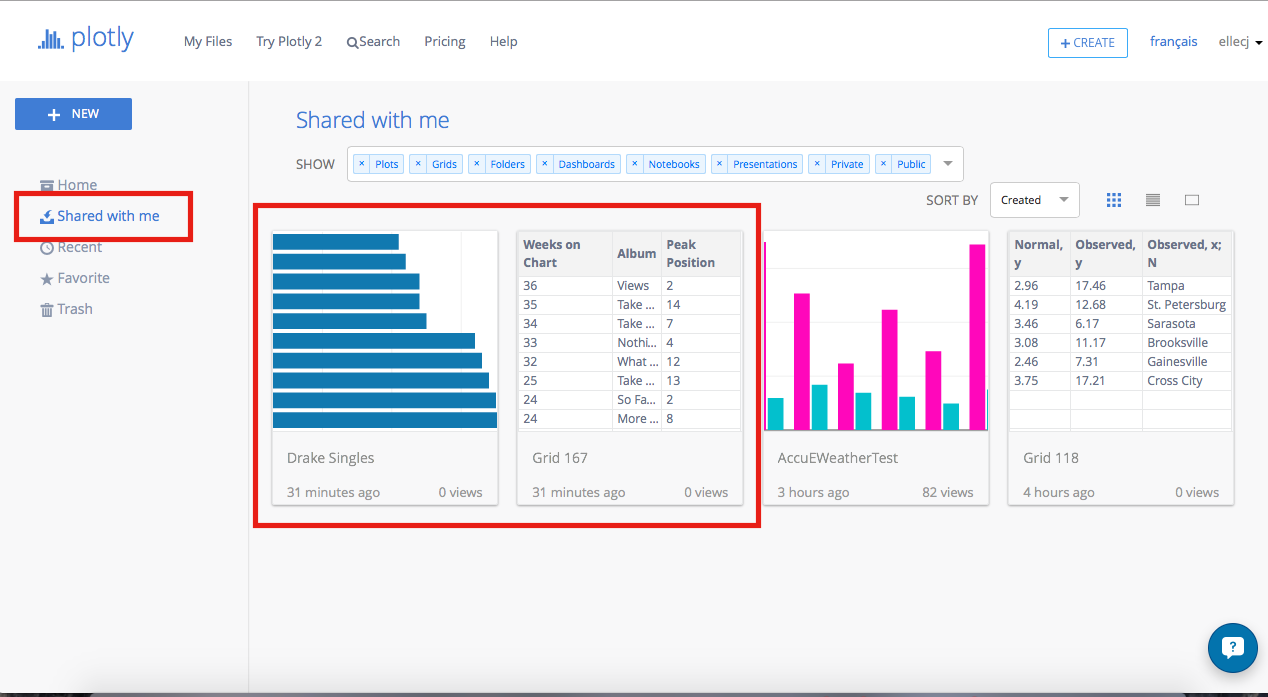 plotly My Files Try Plotly 2 Search Pricing Help + CREATE français ellecj
+ NEW
Home
Shared with me
Recent
Favorite
Trash
Shared with me
SHOW × Plots × Grids × Folders × Dashboards × Notebooks × Presentations × Private × Public
SORT BY Created
Drake Singles
31 minutes ago 0 views
Weeks on Chart Album Peak Position
36 Views 2
35 Take ... 14
34 Take ... 7
33 Nothi... 4
32 What ... 12
25 Take ... 13
24 So Fa... 2
24 More ... 8
Grid 167
31 minutes ago 0 views
AccuEWeatherTest
3 hours ago 82 views
Normal, y Observed, y Observed, x; N
2.96 17.46 Tampa
4.19 12.68 St. Petersburg
3.46 6.17 Sarasota
3.08 11.17 Brooksville
2.46 7.31 Gainesville
3.75 17.21 Cross City
Grid 118
4 hours ago 0 views
?